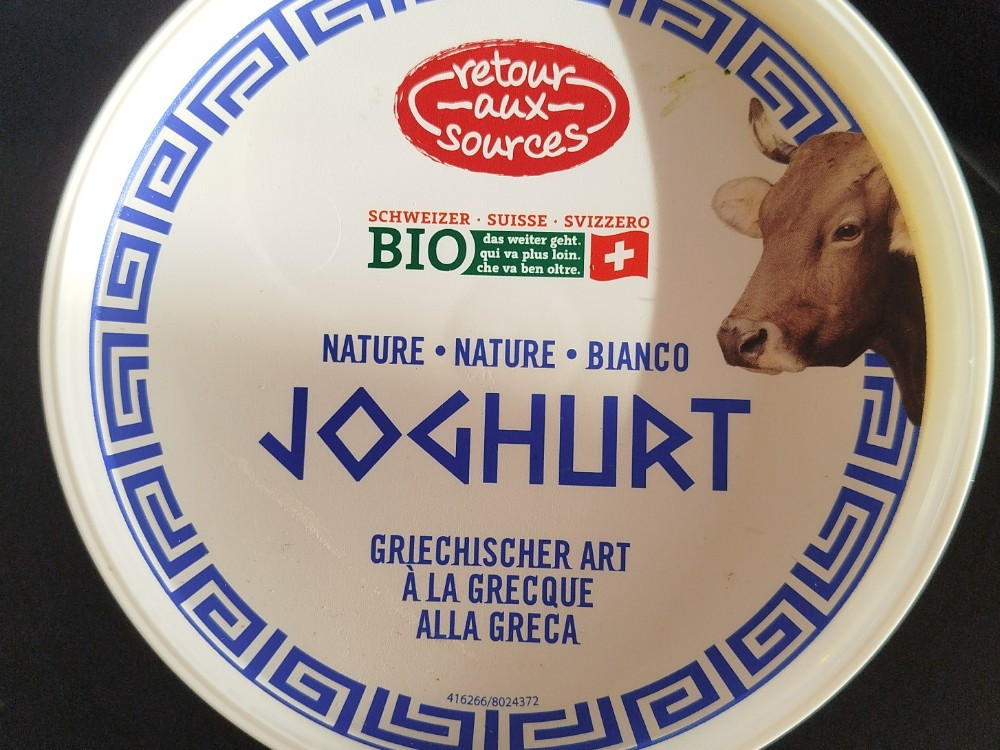 retour
aux
sources
SCHWEIZER · SUISSE · SVIZZERO
BIO
das weiter geht.
qui va plus loin.
che va ben oltre.
NATURE • NATURE • BIANCO
JOGHURT
GRIECHISCHER ART
À LA GRECQUE
ALLA GRECA
416266/8024372